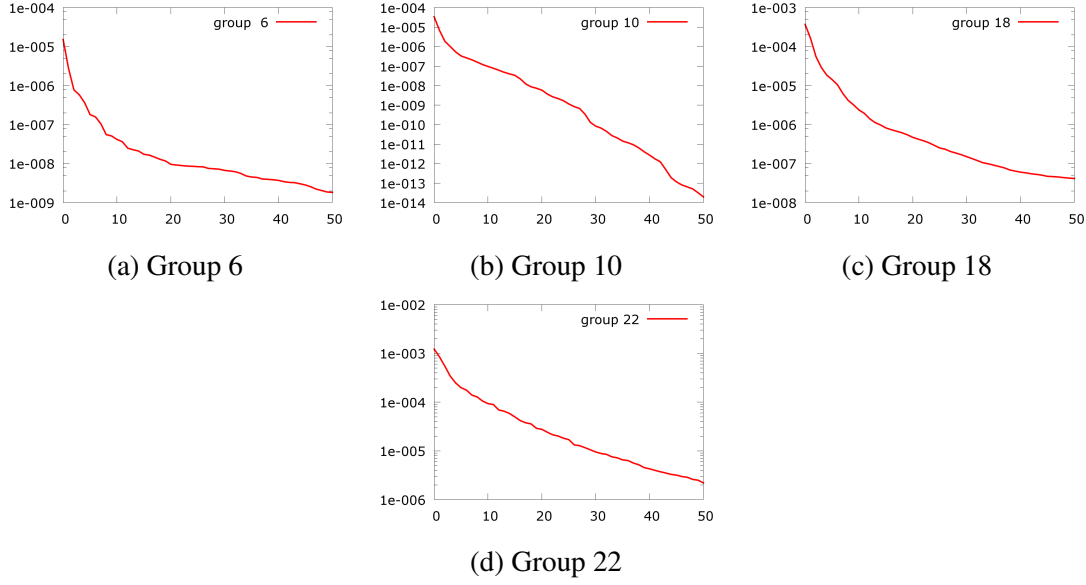 1e-004
1e-005
1e-006
1e-007
1e-008
1e-009
0 10 20 30 40 50
group 6
(a) Group 6
1e-004
1e-005
1e-006
1e-007
1e-008
1e-009
1e-010
1e-011
1e-012
1e-013
1e-014
0 10 20 30 40 50
group 10
(b) Group 10
1e-003
1e-004
1e-005
1e-006
1e-007
1e-008
0 10 20 30 40 50
group 18
(c) Group 18
1e-002
1e-003
1e-004
1e-005
1e-006
0 10 20 30 40 50
group 22
(d) Group 22